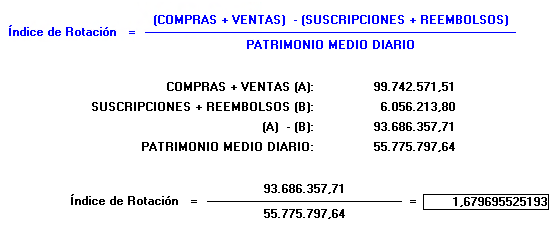 (COMPRAS + VENTAS) - (SUSCRIPCIONES + REEMBOLSOS)
Índice de Rotación =
PATRIMONIO MEDIO DIARIO
COMPRAS + VENTAS (A): 99.742.571,51
SUSCRIPCIONES + REEMBOLSOS (B): 6.056.213,80
(A) - (B): 93.686.357,71
PATRIMONIO MEDIO DIARIO: 55.775.797,64
93.686.357,71
Índice de Rotación = = 1,679695525193
55.775.797,64